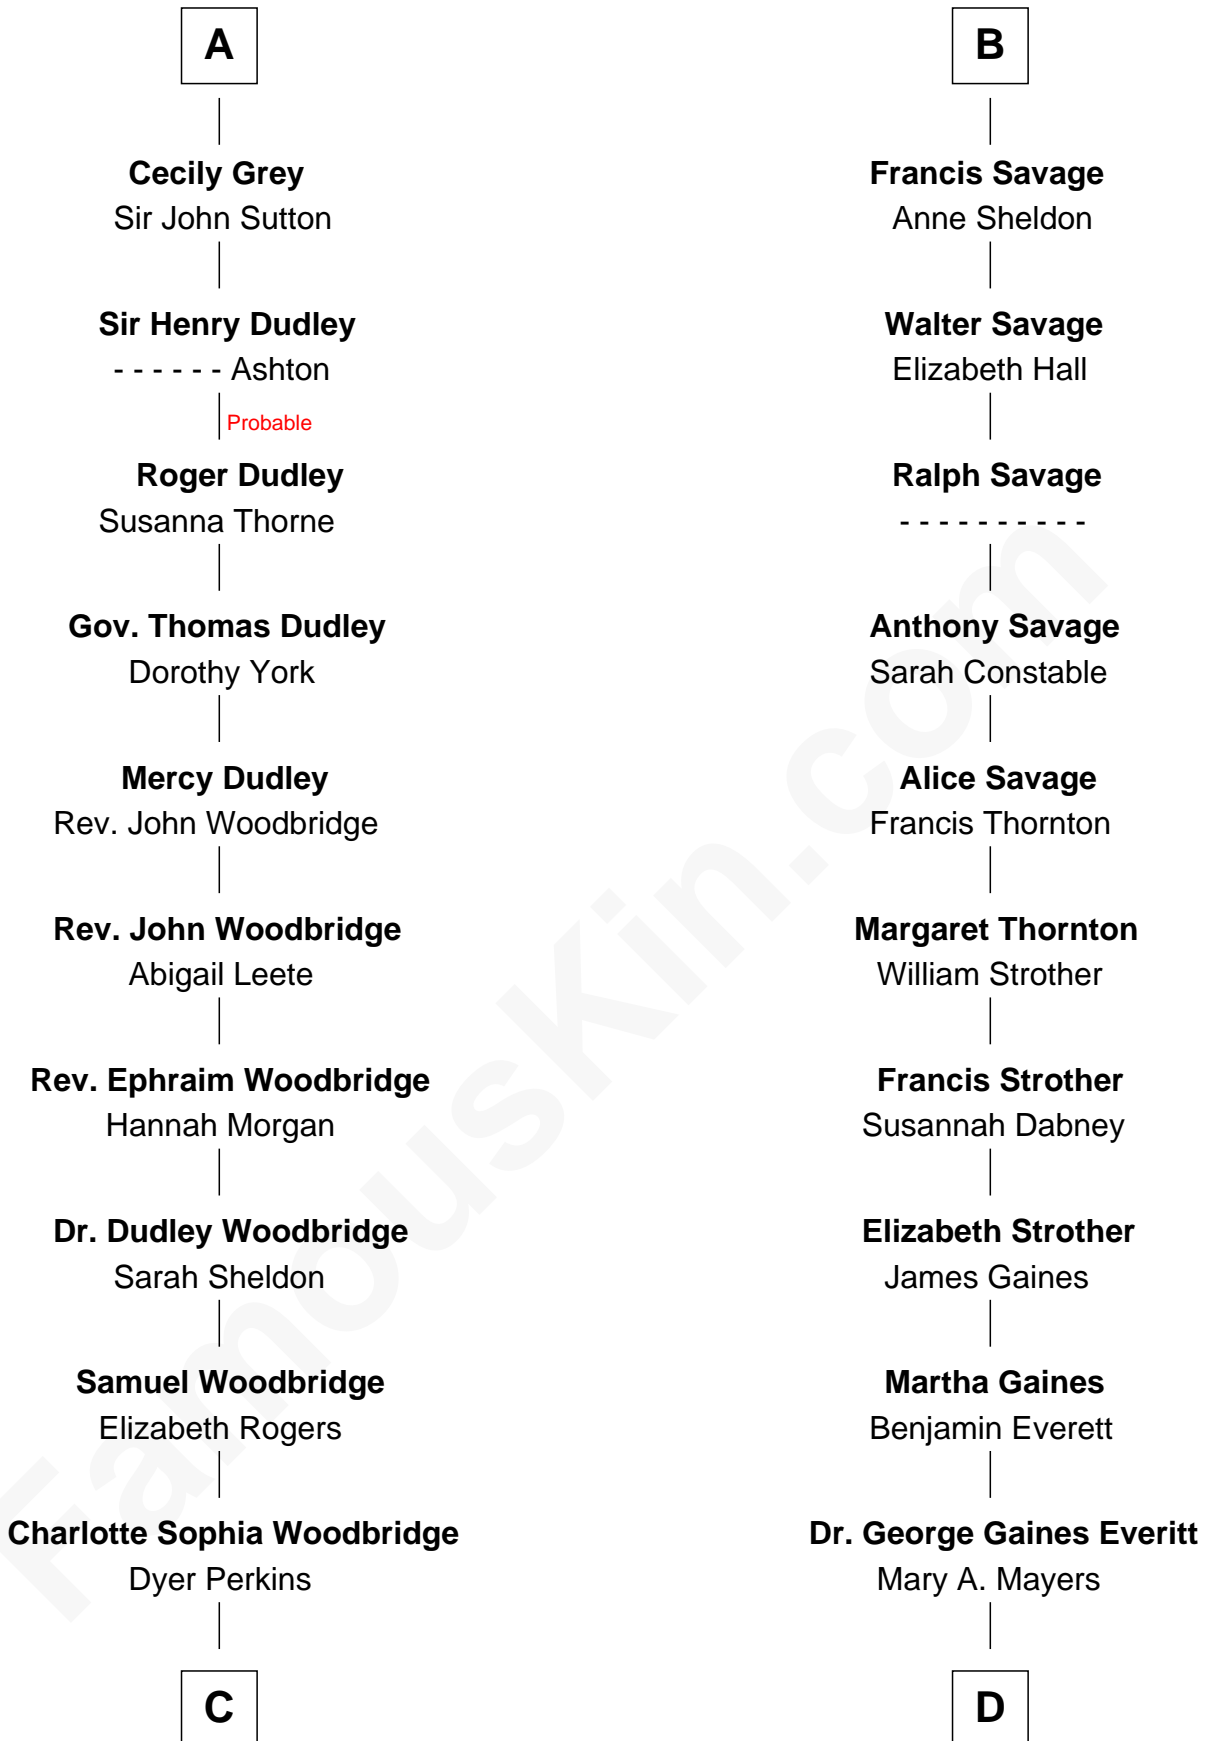 A
Cecily Grey
Sir John Sutton
Sir Henry Dudley
- - - - - - Ashton
Probable
Roger Dudley
Susanna Thorne
Gov. Thomas Dudley
Dorothy York
Mercy Dudley
Rev. John Woodbridge
Rev. John Woodbridge
Abigail Leete
Rev. Ephraim Woodbridge
Hannah Morgan
Dr. Dudley Woodbridge
Sarah Sheldon
Samuel Woodbridge
Elizabeth Rogers
Charlotte Sophia Woodbridge
Dyer Perkins
C
B
Francis Savage
Anne Sheldon
Walter Savage
Elizabeth Hall
Ralph Savage
- - - - - - - - - -
Anthony Savage
Sarah Constable
Alice Savage
Francis Thornton
Margaret Thornton
William Strother
Francis Strother
Susannah Dabney
Elizabeth Strother
James Gaines
Martha Gaines
Benjamin Everett
Dr. George Gaines Everitt
Mary A. Mayers
D
FamousKin.com